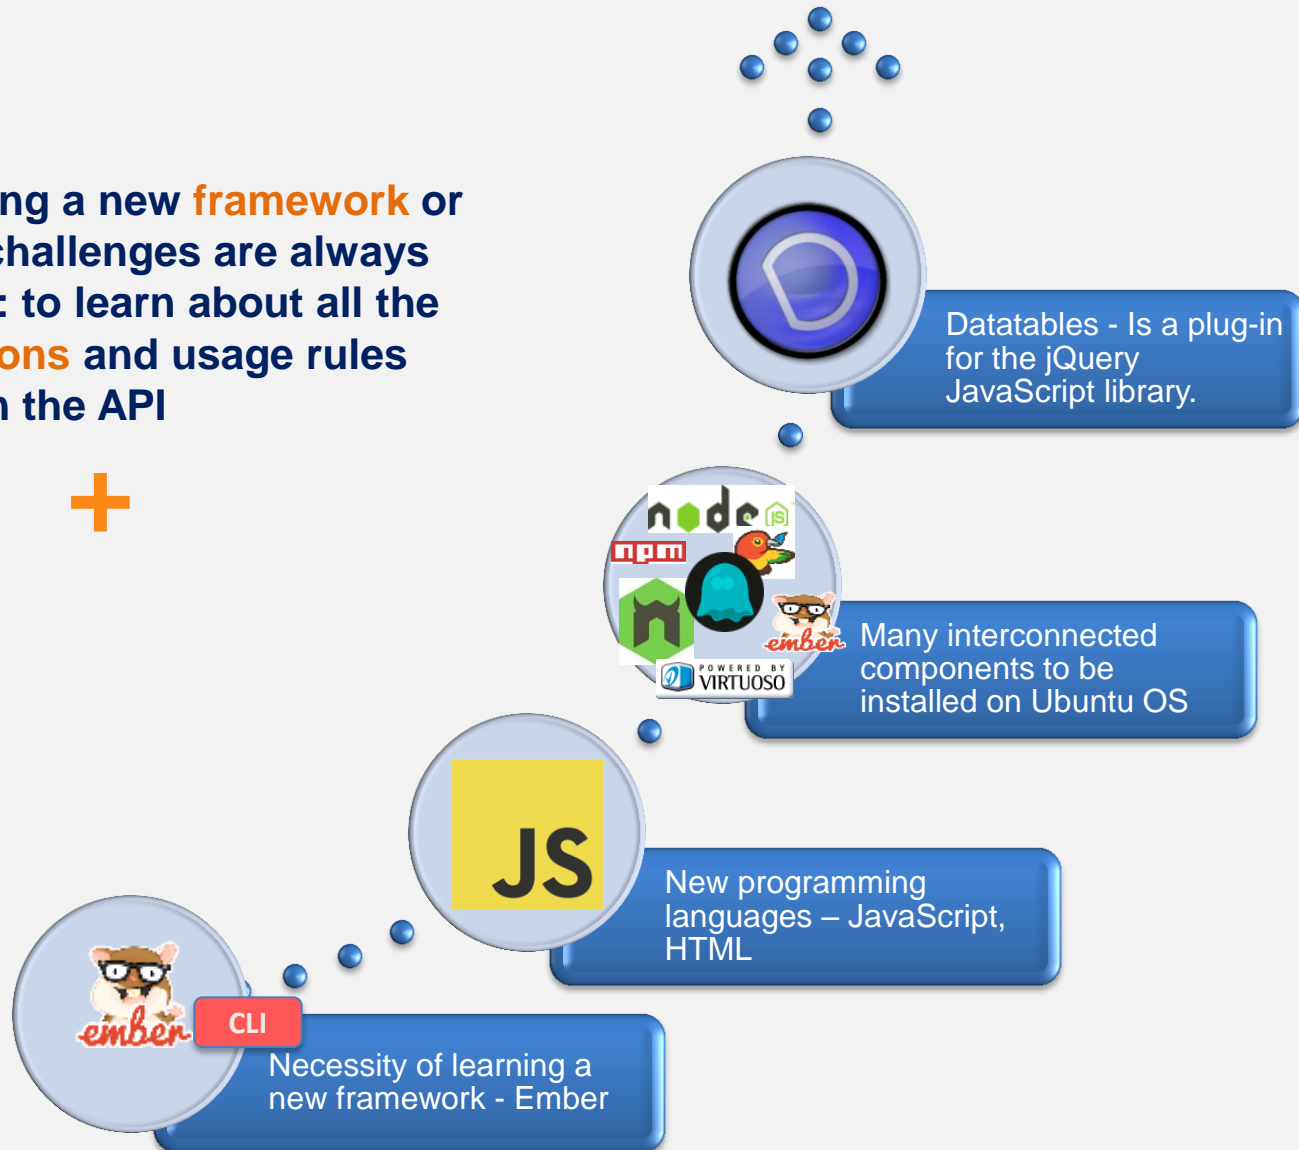 ing a new framework or
challenges are always
: to learn about all the
ons and usage rules
n the API
+
Datatables - Is a plug-in
for the jQuery
JavaScript library.
node JS
npm
ember
POWERED BY
VIRTUOSO
Many interconnected
components to be
installed on Ubuntu OS
JS
New programming
languages – JavaScript,
HTML
ember
CLI
Necessity of learning a
new framework - Ember